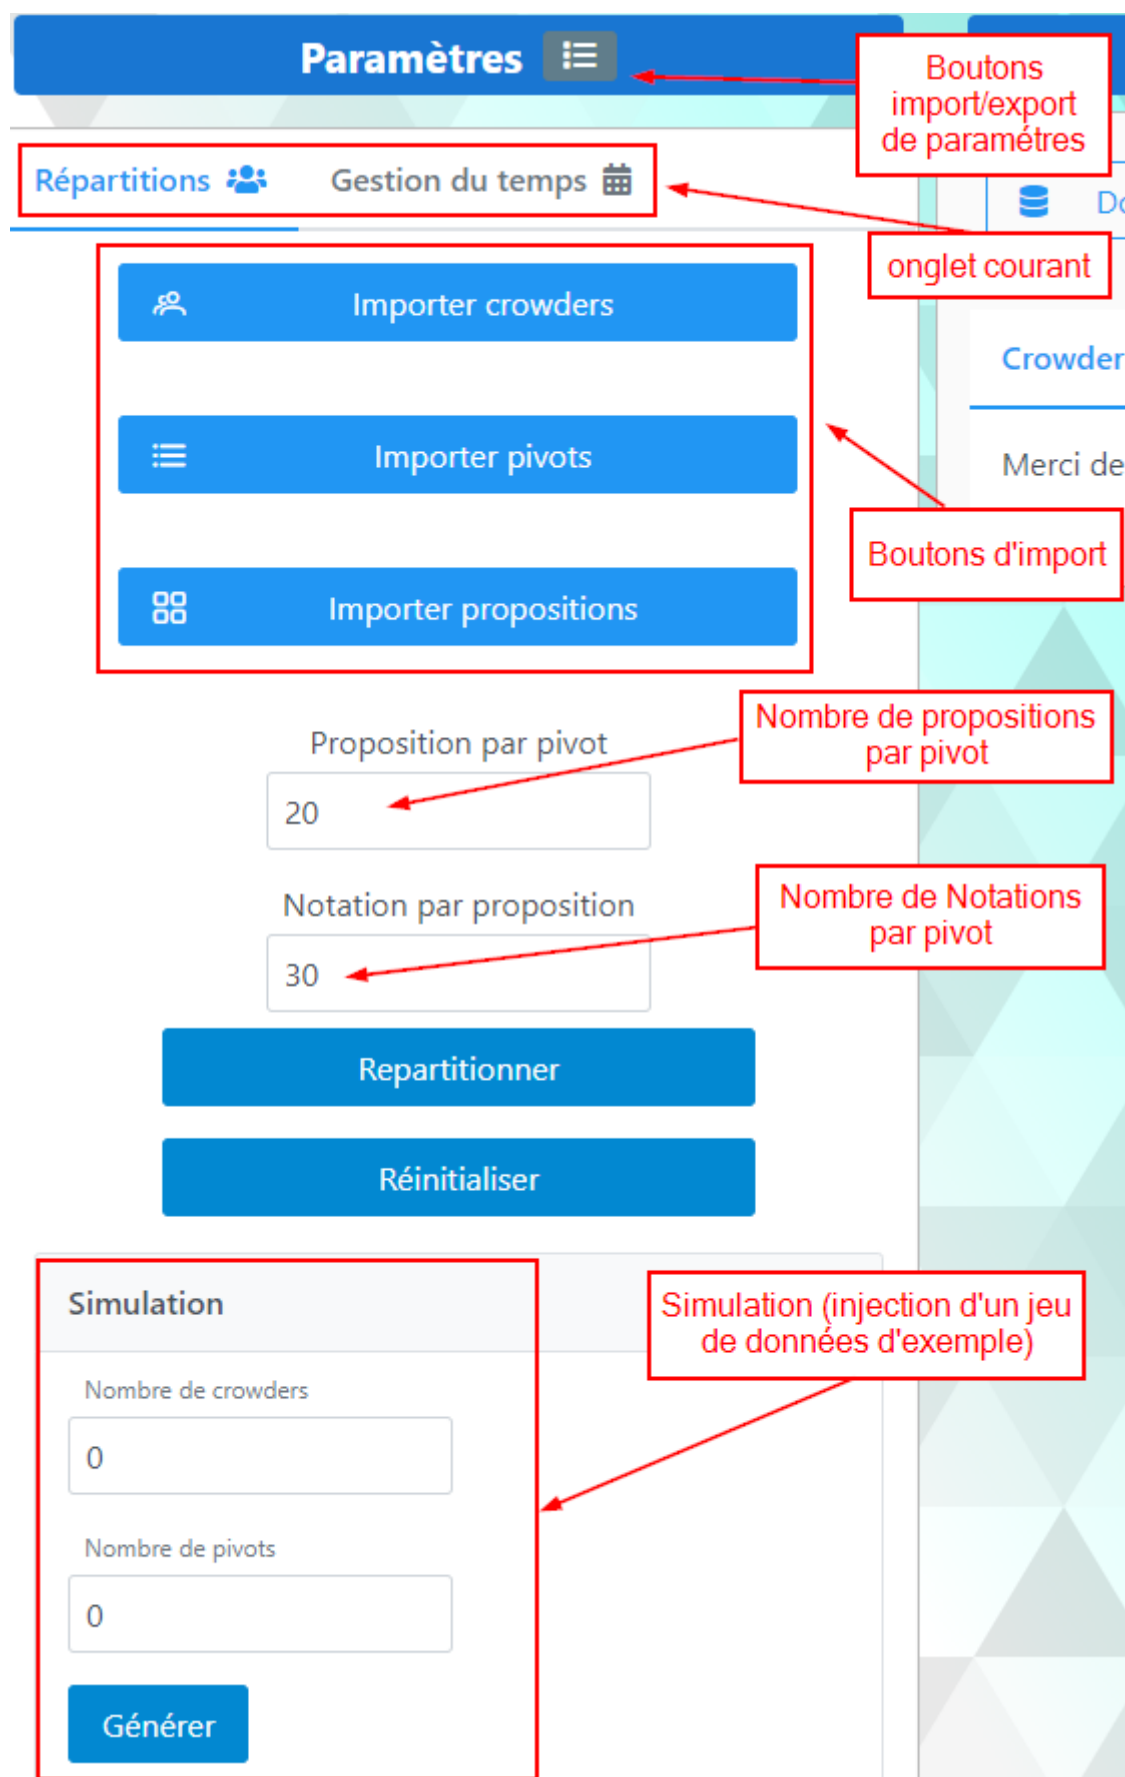 Paramètres
Boutons
import/export
de paramétres
Répartitions
Gestion du temps
onglet courant
Importer crowders
Crowder
Importer pivots
Merci de
Boutons d'import
Importer propositions
Nombre de propositions
par pivot
Proposition par pivot
20
Nombre de Notations
par pivot
Notation par proposition
30
Repartitionner
Réinitialiser
Simulation
Simulation (injection d'un jeu
de données d'exemple)
Nombre de crowders
0
Nombre de pivots
0
Générer